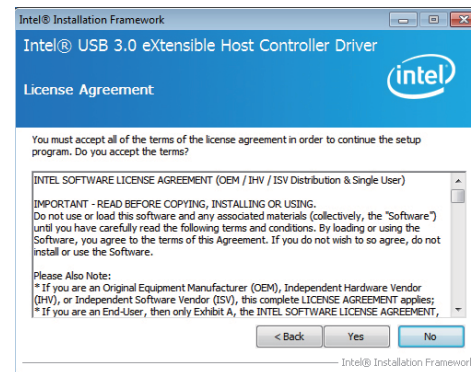 Intel® Installation Framework
Intel® USB 3.0 eXtensible Host Controller Driver
intel
License Agreement
You must accept all of the terms of the license agreement in order to continue the setup
program. Do you accept the terms?
INTEL SOFTWARE LICENSE AGREEMENT (OEM / IHV / ISV Distribution & Single User)
IMPORTANT - READ BEFORE COPYING, INSTALLING OR USING.
Do not use or load this software and any associated materials (collectively, the "Software")
until you have carefully read the following terms and conditions. By loading or using the
Software, you agree to the terms of this Agreement. If you do not wish to so agree, do not
install or use the Software.
Please Also Note:
* If you are an Original Equipment Manufacturer (OEM), Independent Hardware Vendor
(IHV), or Independent Software Vendor (ISV), this complete LICENSE AGREEMENT applies;
* If you are an End-User, then only Exhibit A, the INTEL SOFTWARE LICENSE AGREEMENT,
< Back Yes No
Intel® Installation Framework